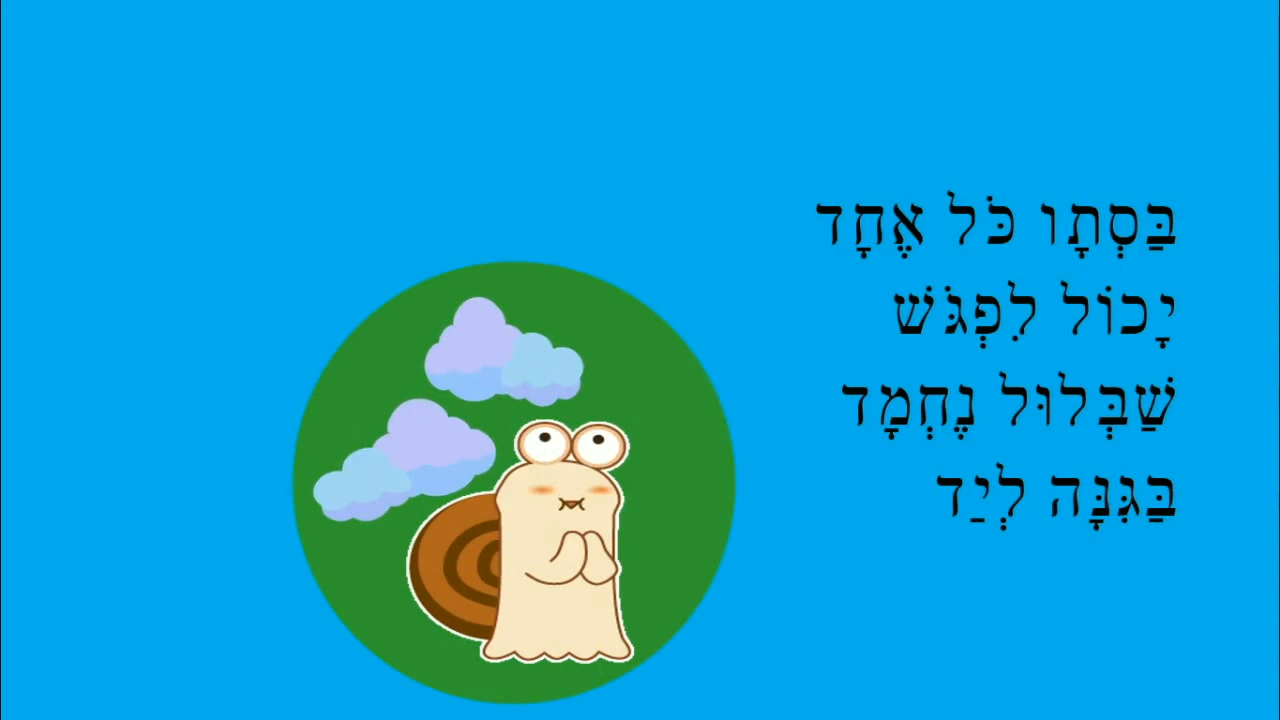 בַּסְתָו כֹּל אֶחָד
יָכוֹל לִפְגֹּשׁ
שַׁבְּלוּל נֶחְמָד
בַּגִּנָּה לְיַד